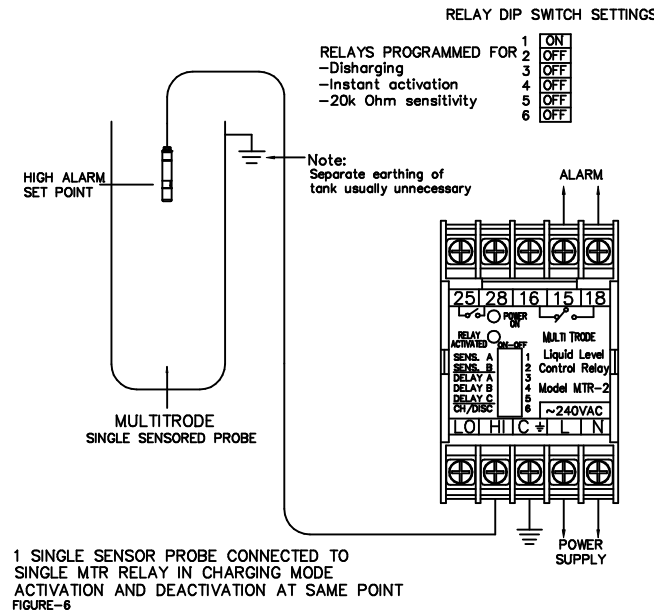 RELAY DIP SWITCH SETTINGS
1 ON
2 OFF
3 OFF
4 OFF
5 OFF
6 OFF
RELAYS PROGRAMMED FOR
-Disharging
-Instant activation
-20k Ohm sensitivity
HIGH ALARM
SET POINT
Note:
Separate earthing of
tank usually unnecessary
ALARM
25 28 16 15 18
POWER
ON
RELAY
ACTIVATED
ON-OFF
MULTI TRODE
Liquid Level
Control Relay
Model MTR-2
SENS. A 1
SENS. B 2
DELAY A 3
DELAY B 4
DELAY C 5
CH/DISC 6
~240VAC
LO HI C L N
MULTITRODE
SINGLE SENSORED PROBE
POWER
SUPPLY
1 SINGLE SENSOR PROBE CONNECTED TO
SINGLE MTR RELAY IN CHARGING MODE
ACTIVATION AND DEACTIVATION AT SAME POINT
FIGURE-6